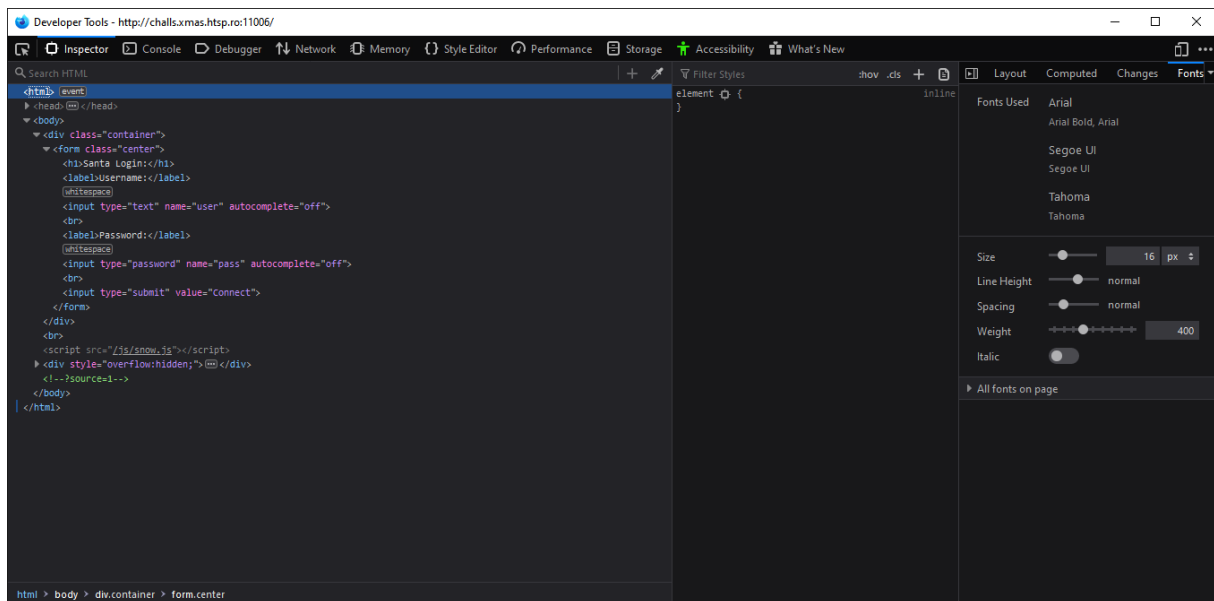 Developer Tools - http://challs.xmas.htsp.ro:11006/
Inspector Console Debugger Network Memory Style Editor Performance Storage Accessibility What's New
Search HTML
<html> event
<head> </head>
<body>
<div class="container">
<form class="center">
<h1>Santa Login:</h1>
<label>Username:</label>
whitespace
<input type="text" name="user" autocomplete="off">
<br>
<label>Password:</label>
whitespace
<input type="password" name="pass" autocomplete="off">
<br>
<input type="submit" value="Connect">
</form>
</div>
<br>
<script src="/js/snow.js"></script>
<div style="overflow:hidden;"> </div>
<!--?source=1-->
</body>
</html>
html > body > div.container > form.center
Filter Styles :hov .cls +
element { inline
}
Layout Computed Changes Fonts
Fonts Used Arial
Arial Bold, Arial
Segoe UI
Segoe UI
Tahoma
Tahoma
Size 16 px
Line Height normal
Spacing normal
Weight 400
Italic
All fonts on page